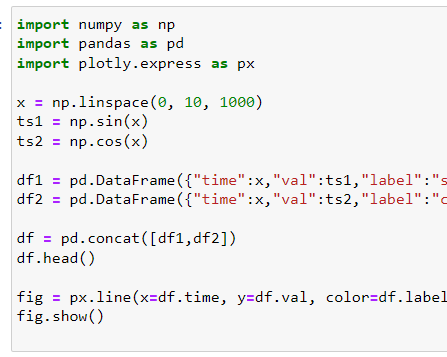 import numpy as np
import pandas as pd
import plotly.express as px
x = np.linspace(0, 10, 1000)
ts1 = np.sin(x)
ts2 = np.cos(x)
df1 = pd.DataFrame({"time":x,"val":ts1,"label":"s
df2 = pd.DataFrame({"time":x,"val":ts2,"label":"c
df = pd.concat([df1,df2])
df.head()
fig = px.line(x=df.time, y=df.val, color=df.label
fig.show()